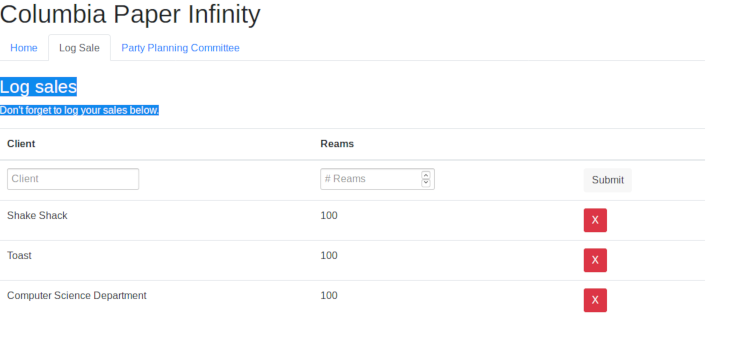 Columbia Paper Infinity
Home Log Sale Party Planning Committee
Log sales
Don't forget to log your sales below.
Client Reams
Client # Reams Submit
Shake Shack 100 X
Toast 100 X
Computer Science Department 100 X